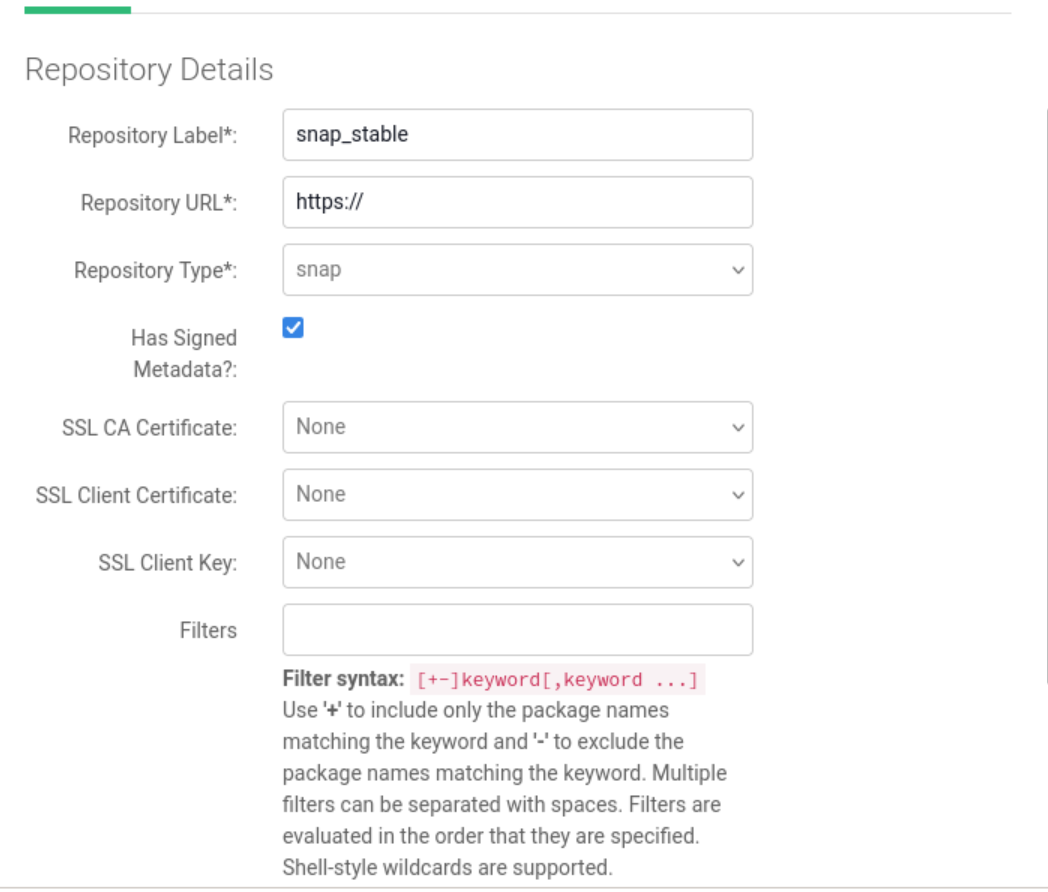 Repository Details
Repository Label*: snap_stable
Repository URL*: https://
Repository Type*: snap
Has Signed
Metadata?:
SSL CA Certificate: None
SSL Client Certificate: None
SSL Client Key: None
Filters
Filter syntax: [+-]keyword[,keyword ...]
Use '+' to include only the package names
matching the keyword and '-' to exclude the
package names matching the keyword. Multiple
filters can be separated with spaces. Filters are
evaluated in the order that they are specified.
Shell-style wildcards are supported.